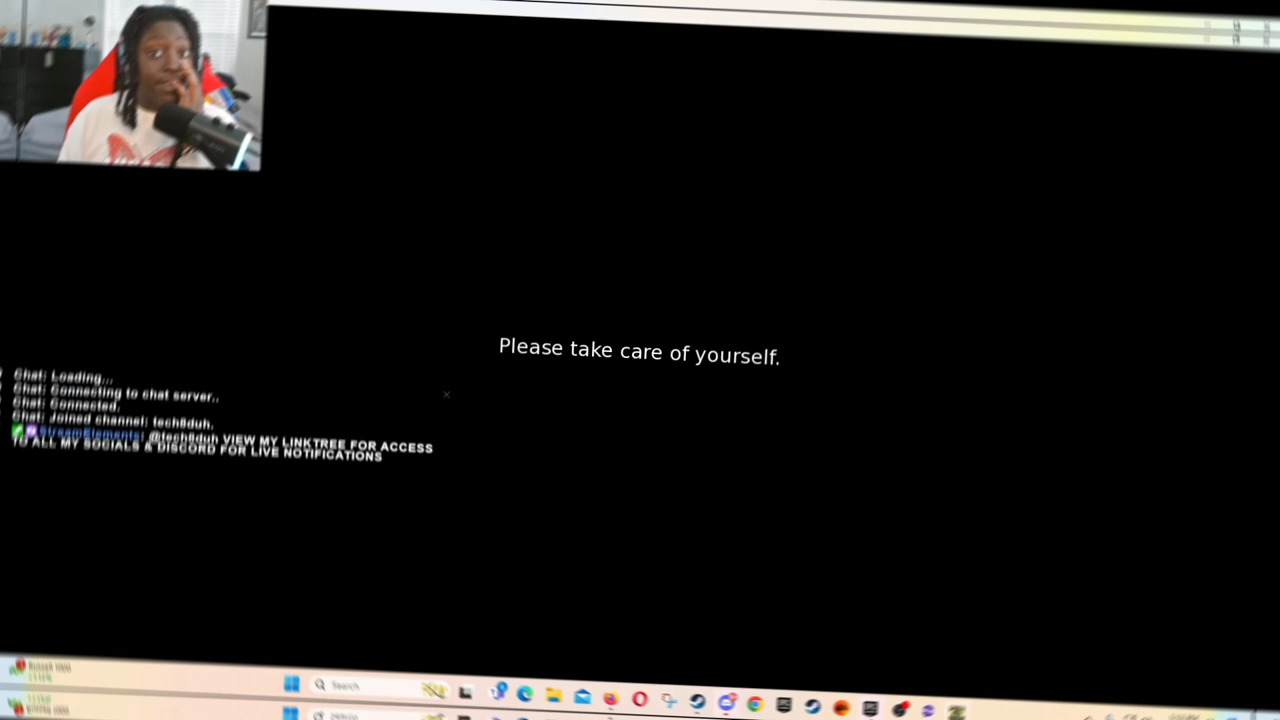 Please take care of yourself.
Chat: Loading...
Chat: Connecting to chat server..
Chat: Connected.
Chat: Joined channel: tech8duh.
StreamElements: @tech8duh VIEW MY LINKTREE FOR ACCESS
TO ALL MY SOCIALS & DISCORD FOR LIVE NOTIFICATIONS
Search